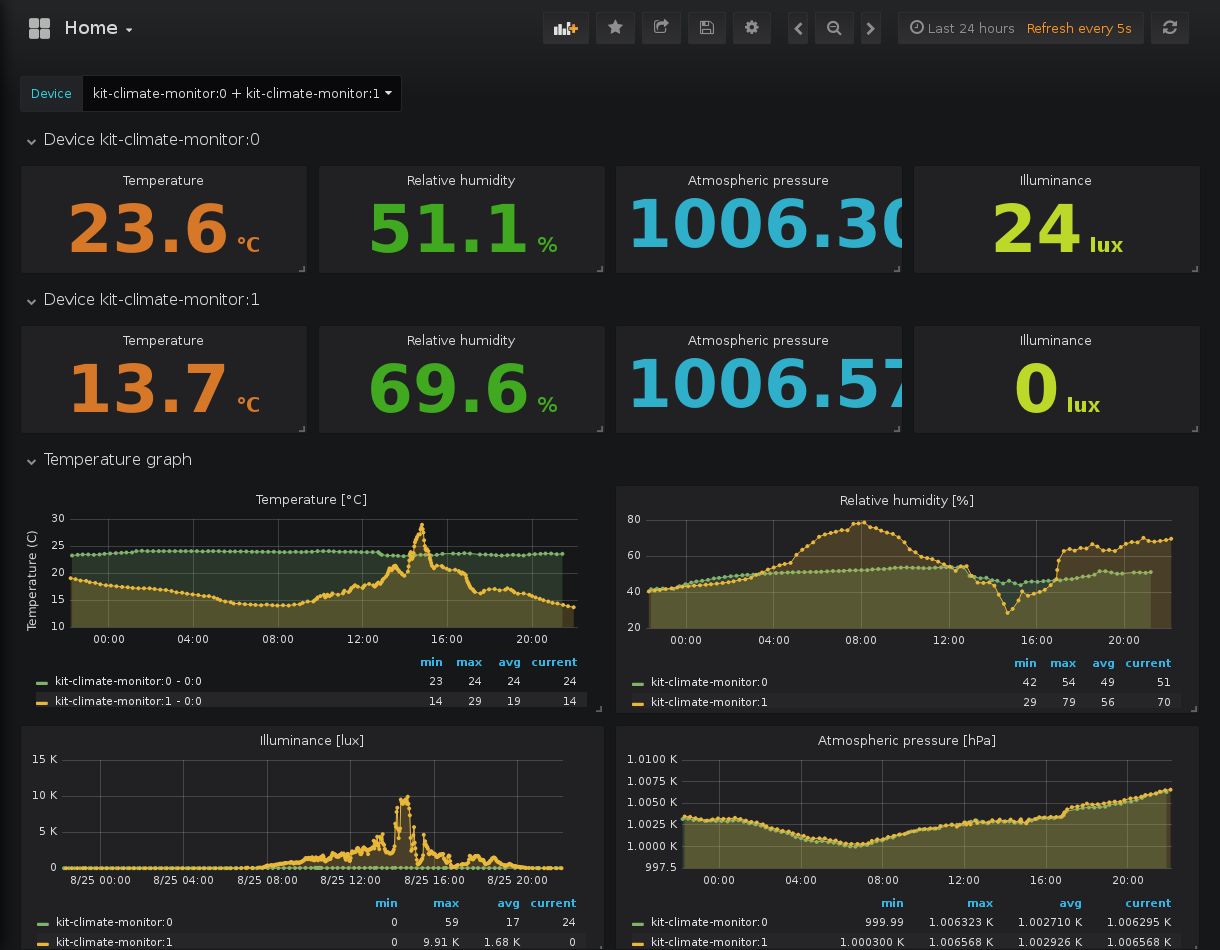 Home
Last 24 hours Refresh every 5s
Device kit-climate-monitor:0 + kit-climate-monitor:1
Device kit-climate-monitor:0
Temperature Relative humidity Atmospheric pressure Illuminance
23.6 °C 51.1 % 1006.30 24 lux
Device kit-climate-monitor:1
Temperature Relative humidity Atmospheric pressure Illuminance
13.7 °C 69.6 % 1006.57 0 lux
Temperature graph
Temperature [°C]
Temperature (C)
30
25
20
15
10
00:00 04:00 08:00 12:00 16:00 20:00
min max avg current
kit-climate-monitor:0 - 0:0 23 24 24 24
kit-climate-monitor:1 - 0:0 14 29 19 14
Relative humidity [%]
80
60
40
20
00:00 04:00 08:00 12:00 16:00 20:00
min max avg current
kit-climate-monitor:0 42 54 49 51
kit-climate-monitor:1 29 79 56 70
Illuminance [lux]
15 K
10 K
5 K
0
8/25 00:00 8/25 04:00 8/25 08:00 8/25 12:00 8/25 16:00 8/25 20:00
min max avg current
kit-climate-monitor:0 0 59 17 24
kit-climate-monitor:1 0 9.91 K 1.68 K 0
Atmospheric pressure [hPa]
1.0100 K
1.0075 K
1.0050 K
1.0025 K
1.0000 K
997.5
00:00 04:00 08:00 12:00 16:00 20:00
min max avg current
kit-climate-monitor:0 999.99 1.006323 K 1.002710 K 1.006295 K
kit-climate-monitor:1 1.000300 K 1.006568 K 1.002926 K 1.006568 K